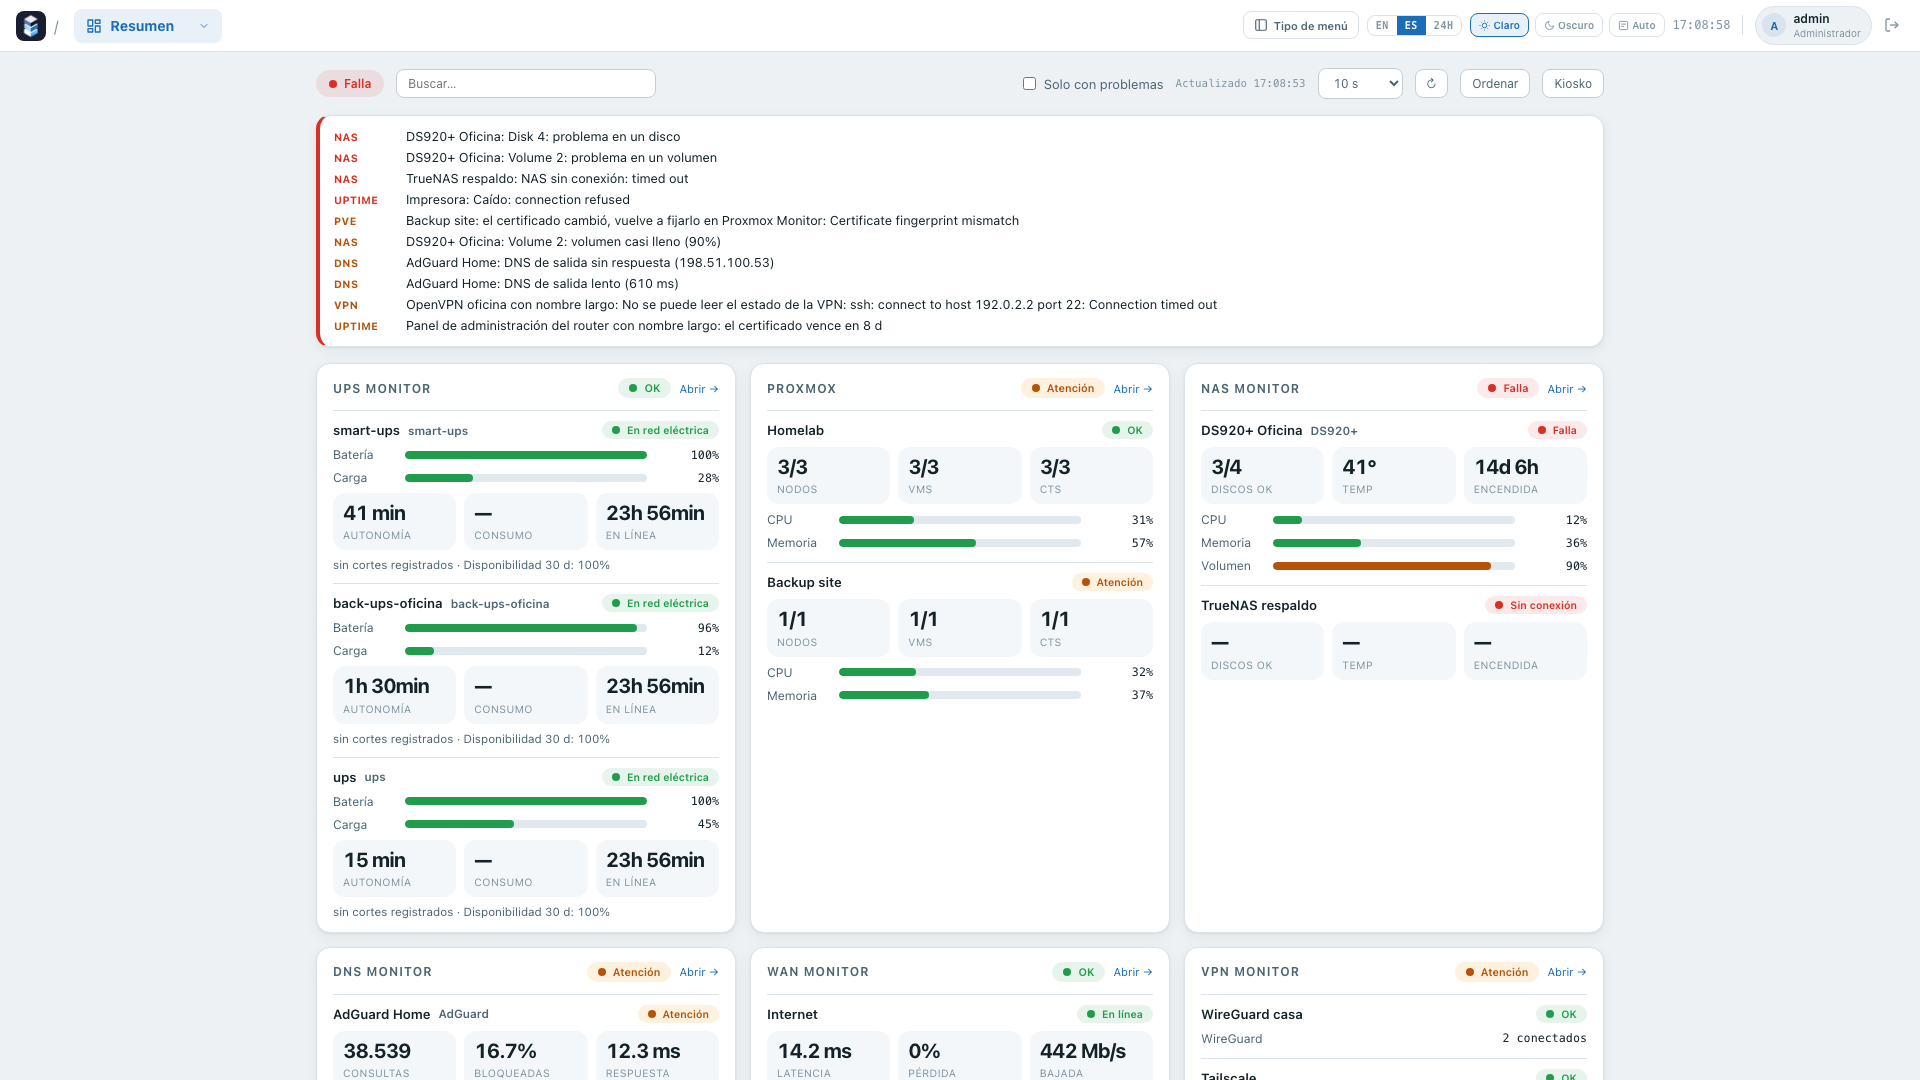 / Resumen Tipo de menú EN ES 24H Claro Oscuro Auto 17:08:58 A admin Administrador
Falla Buscar... Solo con problemas Actualizado 17:08:53 10 s Ordenar Kiosko
NAS DS920+ Oficina: Disk 4: problema en un disco
NAS DS920+ Oficina: Volume 2: problema en un volumen
NAS TrueNAS respaldo: NAS sin conexión: timed out
UPTIME Impresora: Caído: connection refused
PVE Backup site: el certificado cambió, vuelve a fijarlo en Proxmox Monitor: Certificate fingerprint mismatch
NAS DS920+ Oficina: Volume 2: volumen casi lleno (90%)
DNS AdGuard Home: DNS de salida sin respuesta (198.51.100.53)
DNS AdGuard Home: DNS de salida lento (610 ms)
VPN OpenVPN oficina con nombre largo: No se puede leer el estado de la VPN: ssh: connect to host 192.0.2.2 port 22: Connection timed out
UPTIME Panel de administración del router con nombre largo: el certificado vence en 8 d
UPS MONITOR OK Abrir →
smart-ups smart-ups En red eléctrica
Batería 100%
Carga 28%
41 min — 23h 56min
AUTONOMÍA CONSUMO EN LÍNEA
sin cortes registrados · Disponibilidad 30 d: 100%
back-ups-oficina back-ups-oficina En red eléctrica
Batería 96%
Carga 12%
1h 30min — 23h 56min
AUTONOMÍA CONSUMO EN LÍNEA
sin cortes registrados · Disponibilidad 30 d: 100%
ups ups En red eléctrica
Batería 100%
Carga 45%
15 min — 23h 56min
AUTONOMÍA CONSUMO EN LÍNEA
sin cortes registrados · Disponibilidad 30 d: 100%
PROXMOX Atención Abrir →
Homelab OK
3/3 3/3 3/3
NODOS VMS CTS
CPU 31%
Memoria 57%
Backup site Atención
1/1 1/1 1/1
NODOS VMS CTS
CPU 32%
Memoria 37%
NAS MONITOR Falla Abrir →
DS920+ Oficina DS920+ Falla
3/4 41° 14d 6h
DISCOS OK TEMP ENCENDIDA
CPU 12%
Memoria 36%
Volumen 90%
TrueNAS respaldo Sin conexión
— — —
DISCOS OK TEMP ENCENDIDA
DNS MONITOR Atención Abrir →
AdGuard Home AdGuard Atención
38.539 16.7% 12.3 ms
CONSULTAS BLOQUEADAS RESPUESTA
WAN MONITOR OK Abrir →
Internet En línea
14.2 ms 0% 442 Mb/s
LATENCIA PÉRDIDA BAJADA
VPN MONITOR Atención Abrir →
WireGuard casa OK
WireGuard 2 conectados
Tailscale OK